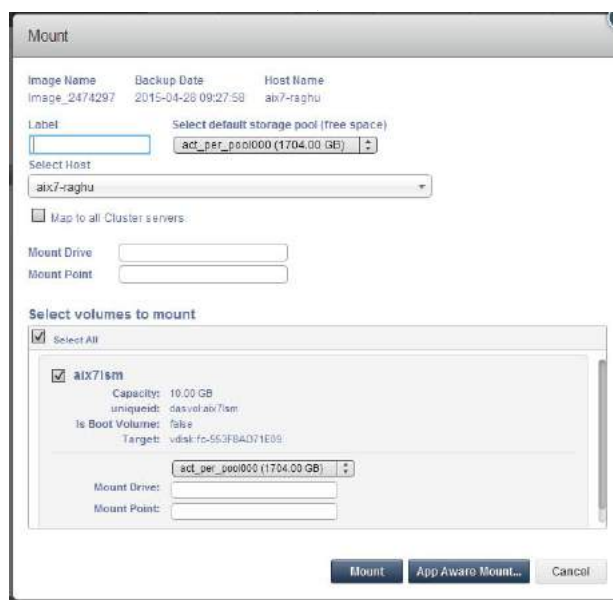 Mount
Image Name Backup Date Host Name
Image_2474297 2015-04-28 09:27:58 aix7-raghu
Label Select default storage pool (free space)
act_per_pool000 (1704.00 GB)
Select Host
aix7-raghu
Map to all Cluster servers
Mount Drive
Mount Point
Select volumes to mount
Select All
aix7lsm
Capacity: 10.00 GB
uniqueid: dasvol:aix7lsm
Is Boot Volume: false
Target: vdisk:fc-553F8AD71E09
act_per_pool000 (1704.00 GB)
Mount Drive:
Mount Point:
Mount App Aware Mount... Cancel